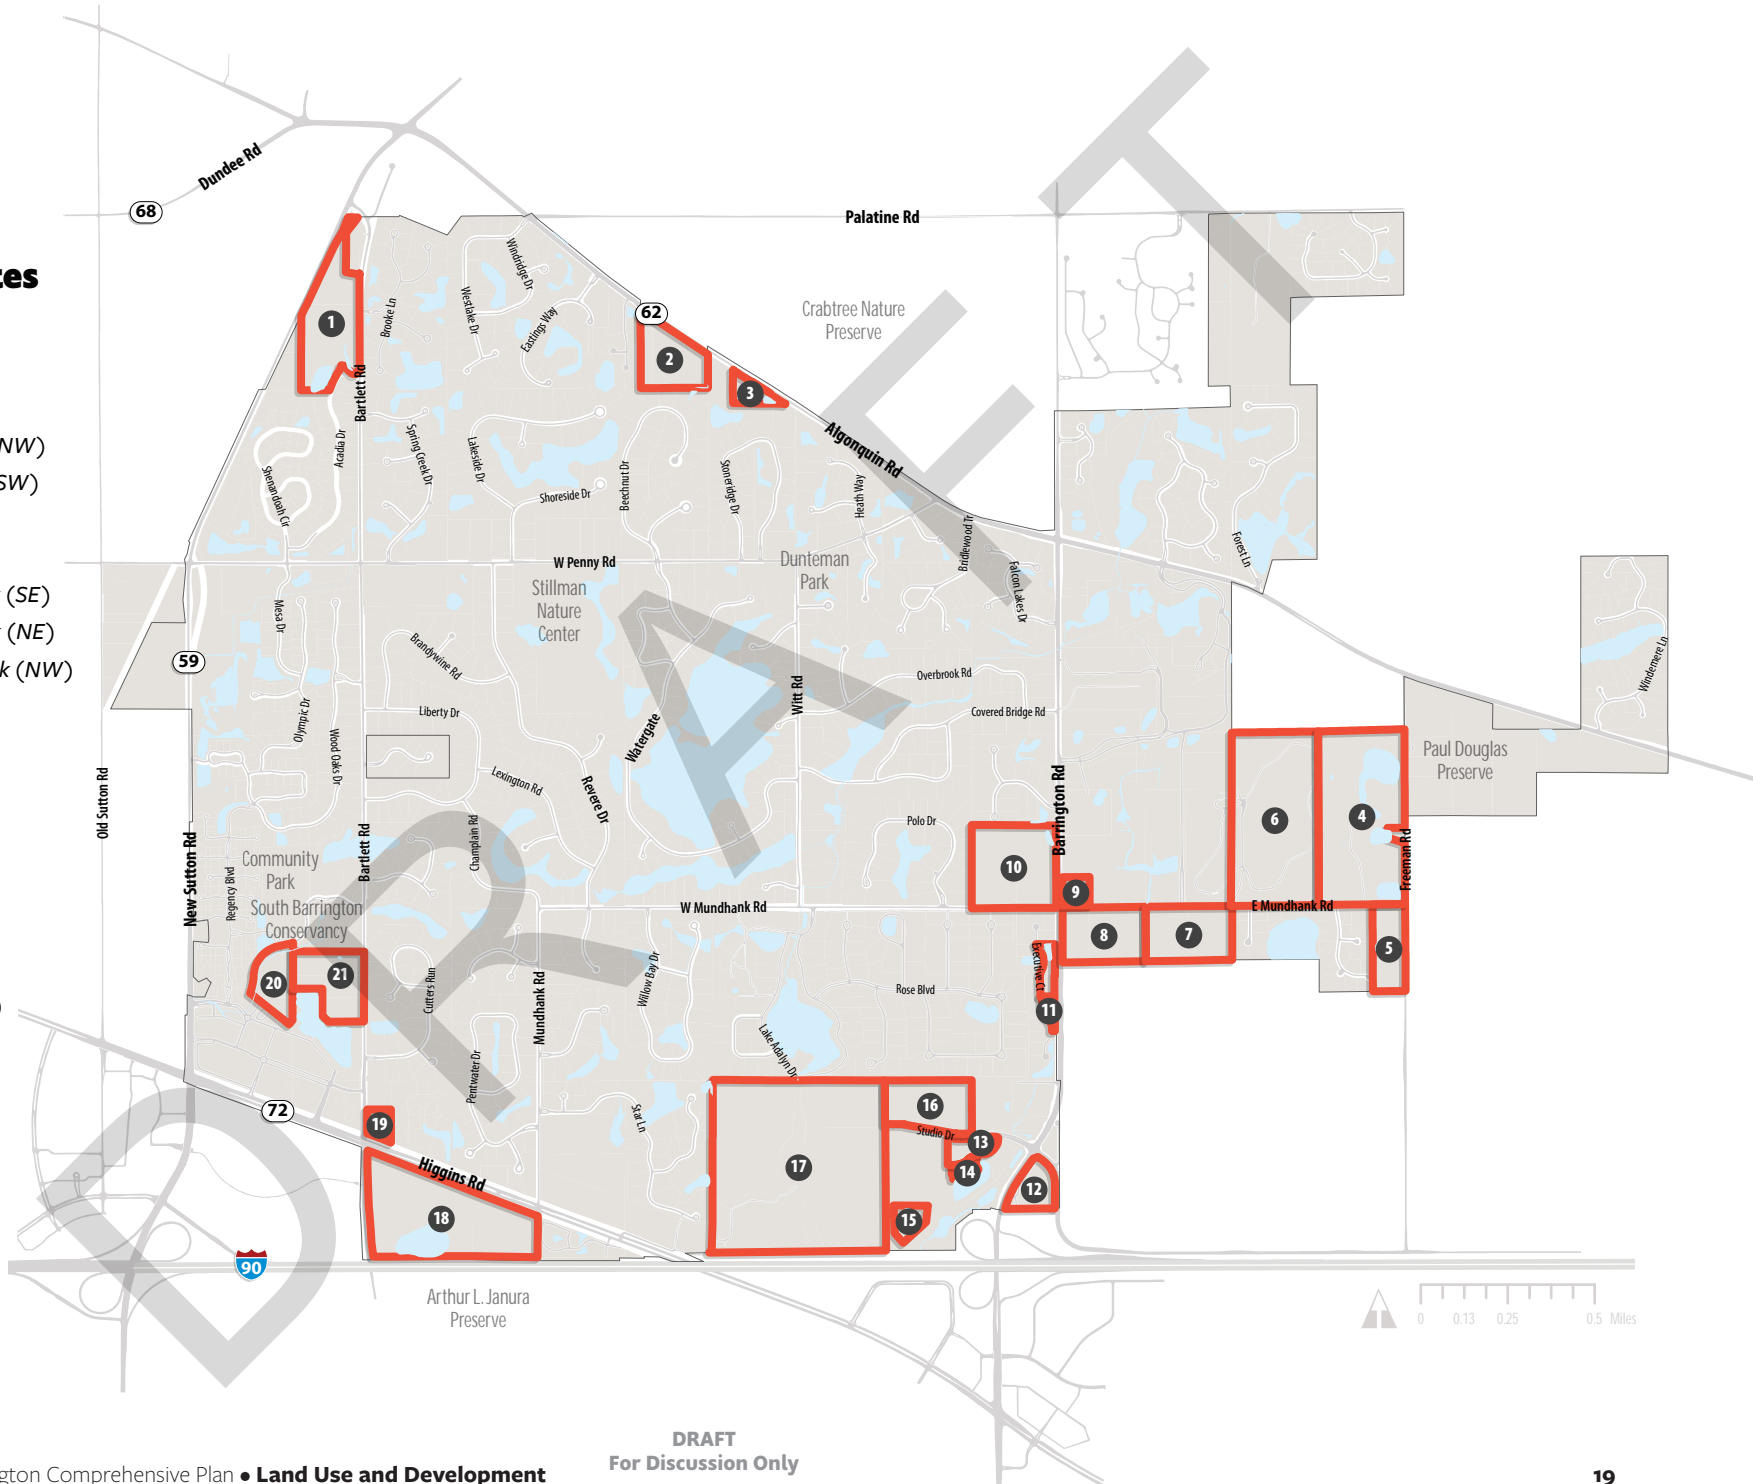 Dundee Rd
68
Palatine Rd
tes
1
Brooke Ln
Westlake Dr
Windridge Dr
Eastings Way
62
2
3
Crabtree Nature
Preserve
Bartlett Rd
Algonquin Rd
NW)
SW)
Acadia Dr
Spring Creek Dr
Lakeside Dr
Shoreside Dr
Beechnut Dr
Stoneridge Dr
Heath Way
Shenandoah Cir
Bridlewood Tr
Falcon Lakes Dr
Forest Ln
W Penny Rd
Dunteman
Park
Stillman
Nature
Center
(SE)
(NE)
k (NW)
Mesa Dr
Brandywine Rd
59
Windemere Ln
Overbrook Rd
Witt Rd
Olympic Dr
Liberty Dr
Covered Bridge Rd
Watergate
Wood Oaks Dr
Lexington Rd
Revere Dr
Paul Douglas
Preserve
Old Sutton Rd
Barrington Rd
Polo Dr
6
4
Champlain Rd
Bartlett Rd
New Sutton Rd
Regency Blvd
Community
Park
South Barrington
Conservancy
10
9
Freeman Rd
W Mundhank Rd
E Mundhank Rd
8
7
5
20
21
Cutters Run
Mundhank Rd
Willow Bay Dr
Rose Blvd
Executive Ct
11
Lake Adalyn Dr
Pentwater Dr
Star Ln
72
19
16
Studio Dr
13
14
17
12
Higgins Rd
18
15
90
Arthur L. Janura
Preserve
0 0.13 0.25 0.5 Miles
DRAFT
DRAFT
For Discussion Only
gton Comprehensive Plan • Land Use and Development
19